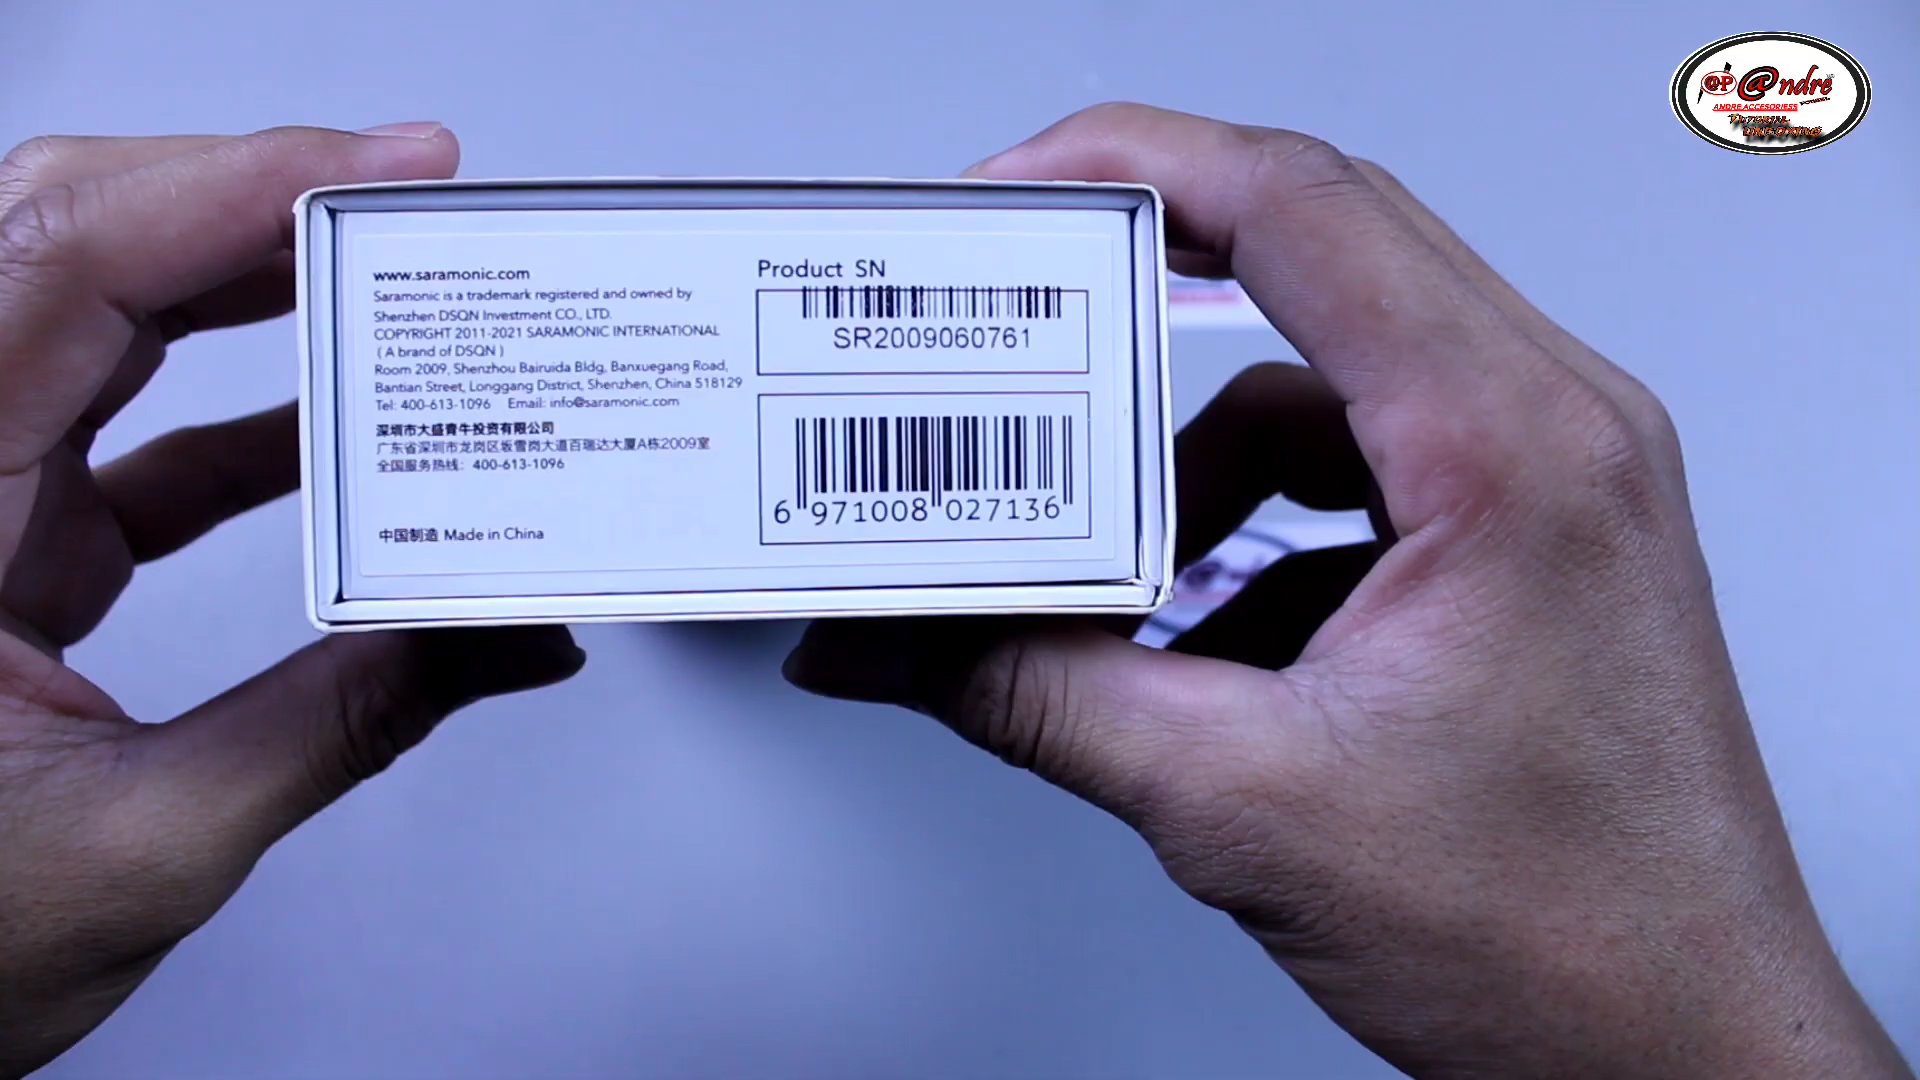 www.saramonic.com
Saramonic is a trademark registered and owned by
Shenzhen DSQN Investment CO., LTD.
COPYRIGHT 2011-2021 SARAMONIC INTERNATIONAL
( A brand of DSQN )
Room 2009, Shenzhou Bairuida Bldg, Banxuegang Road,
Bantian Street, Longgang District, Shenzhen, China 518129
Tel: 400-613-1096 Email: info@saramonic.com
深圳市大盛青牛投资有限公司
广东省深圳市龙岗区坂雪岗大道百瑞达大厦A栋2009室
全国服务热线: 400-613-1096
中国制造 Made in China
Product SN
SR2009060761
6 971008 027136
@P @ndre
ANDRE ACCESORIESS
TUTORIAL
UNBOXING